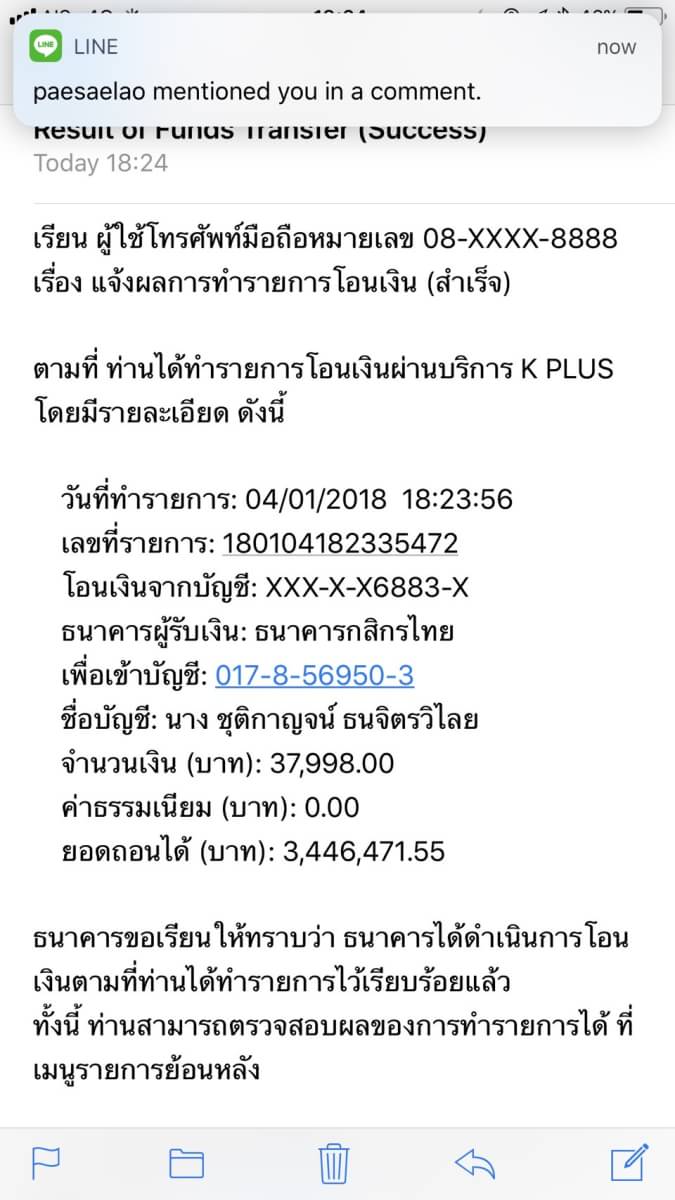 LINE
now
paesaelao mentioned you in a comment.
Result of Funds Transfer (Success)
Today 18:24
เรียน ผู้ใช้โทรศัพท์มือถือหมายเลข 08-XXXX-8888
เรื่อง แจ้งผลการทำรายการโอนเงิน (สำเร็จ)
ตามที่ ท่านได้ทำรายการโอนเงินผ่านบริการ K PLUS
โดยมีรายละเอียด ดังนี้
วันที่ทำรายการ: 04/01/2018 18:23:56
เลขที่รายการ: 180104182335472
โอนเงินจากบัญชี: XXX-X-X6883-X
ธนาคารผู้รับเงิน: ธนาคารกสิกรไทย
เพื่อเข้าบัญชี: 017-8-56950-3
ชื่อบัญชี: นาง ชุติกาญจน์ ธนจิตรวิไลย
จำนวนเงิน (บาท): 37,998.00
ค่าธรรมเนียม (บาท): 0.00
ยอดถอนได้ (บาท): 3,446,471.55
ธนาคารขอเรียนให้ทราบว่า ธนาคารได้ดำเนินการโอน
เงินตามที่ท่านได้ทำรายการไว้เรียบร้อยแล้ว
ทั้งนี้ ท่านสามารถตรวจสอบผลของการทำรายการได้ ที่
เมนูรายการย้อนหลัง